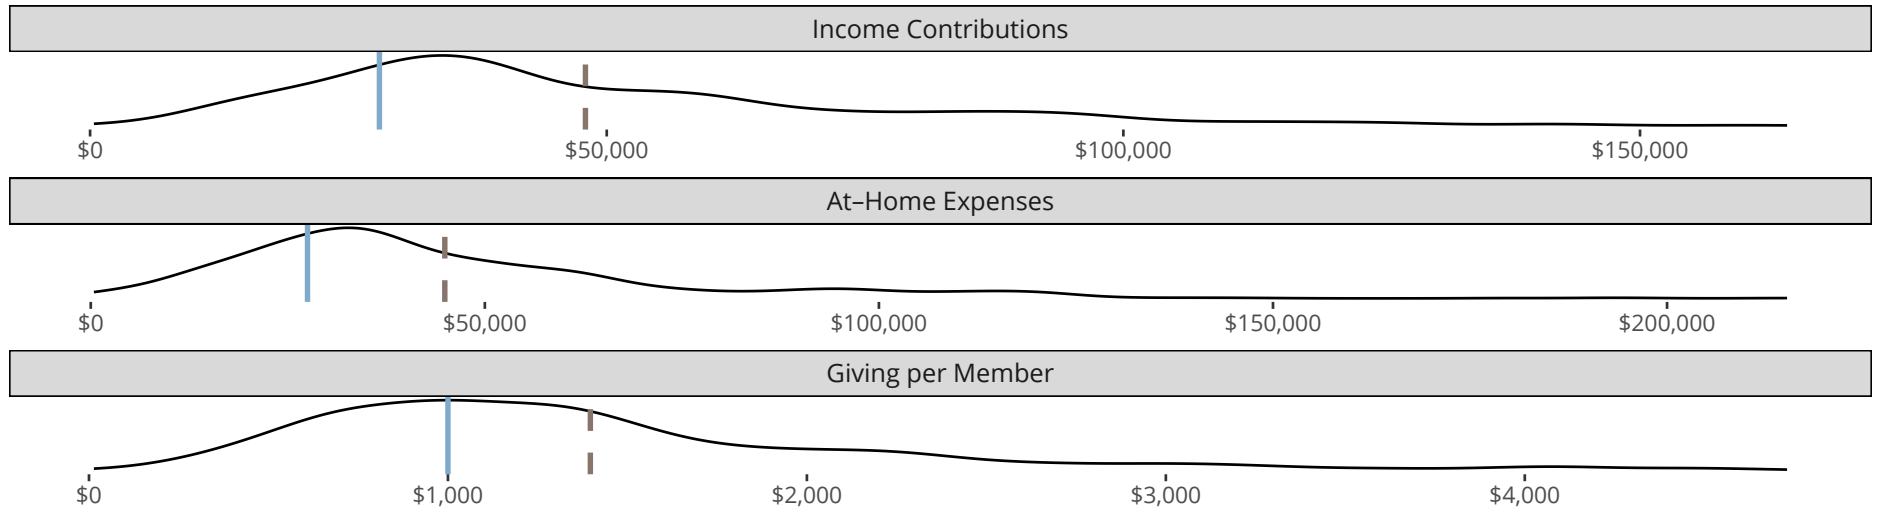 Income Contributions
$0 $50,000 $100,000 $150,000
At–Home Expenses
$0 $50,000 $100,000 $150,000 $200,000
Giving per Member
$0 $1,000 $2,000 $3,000 $4,000